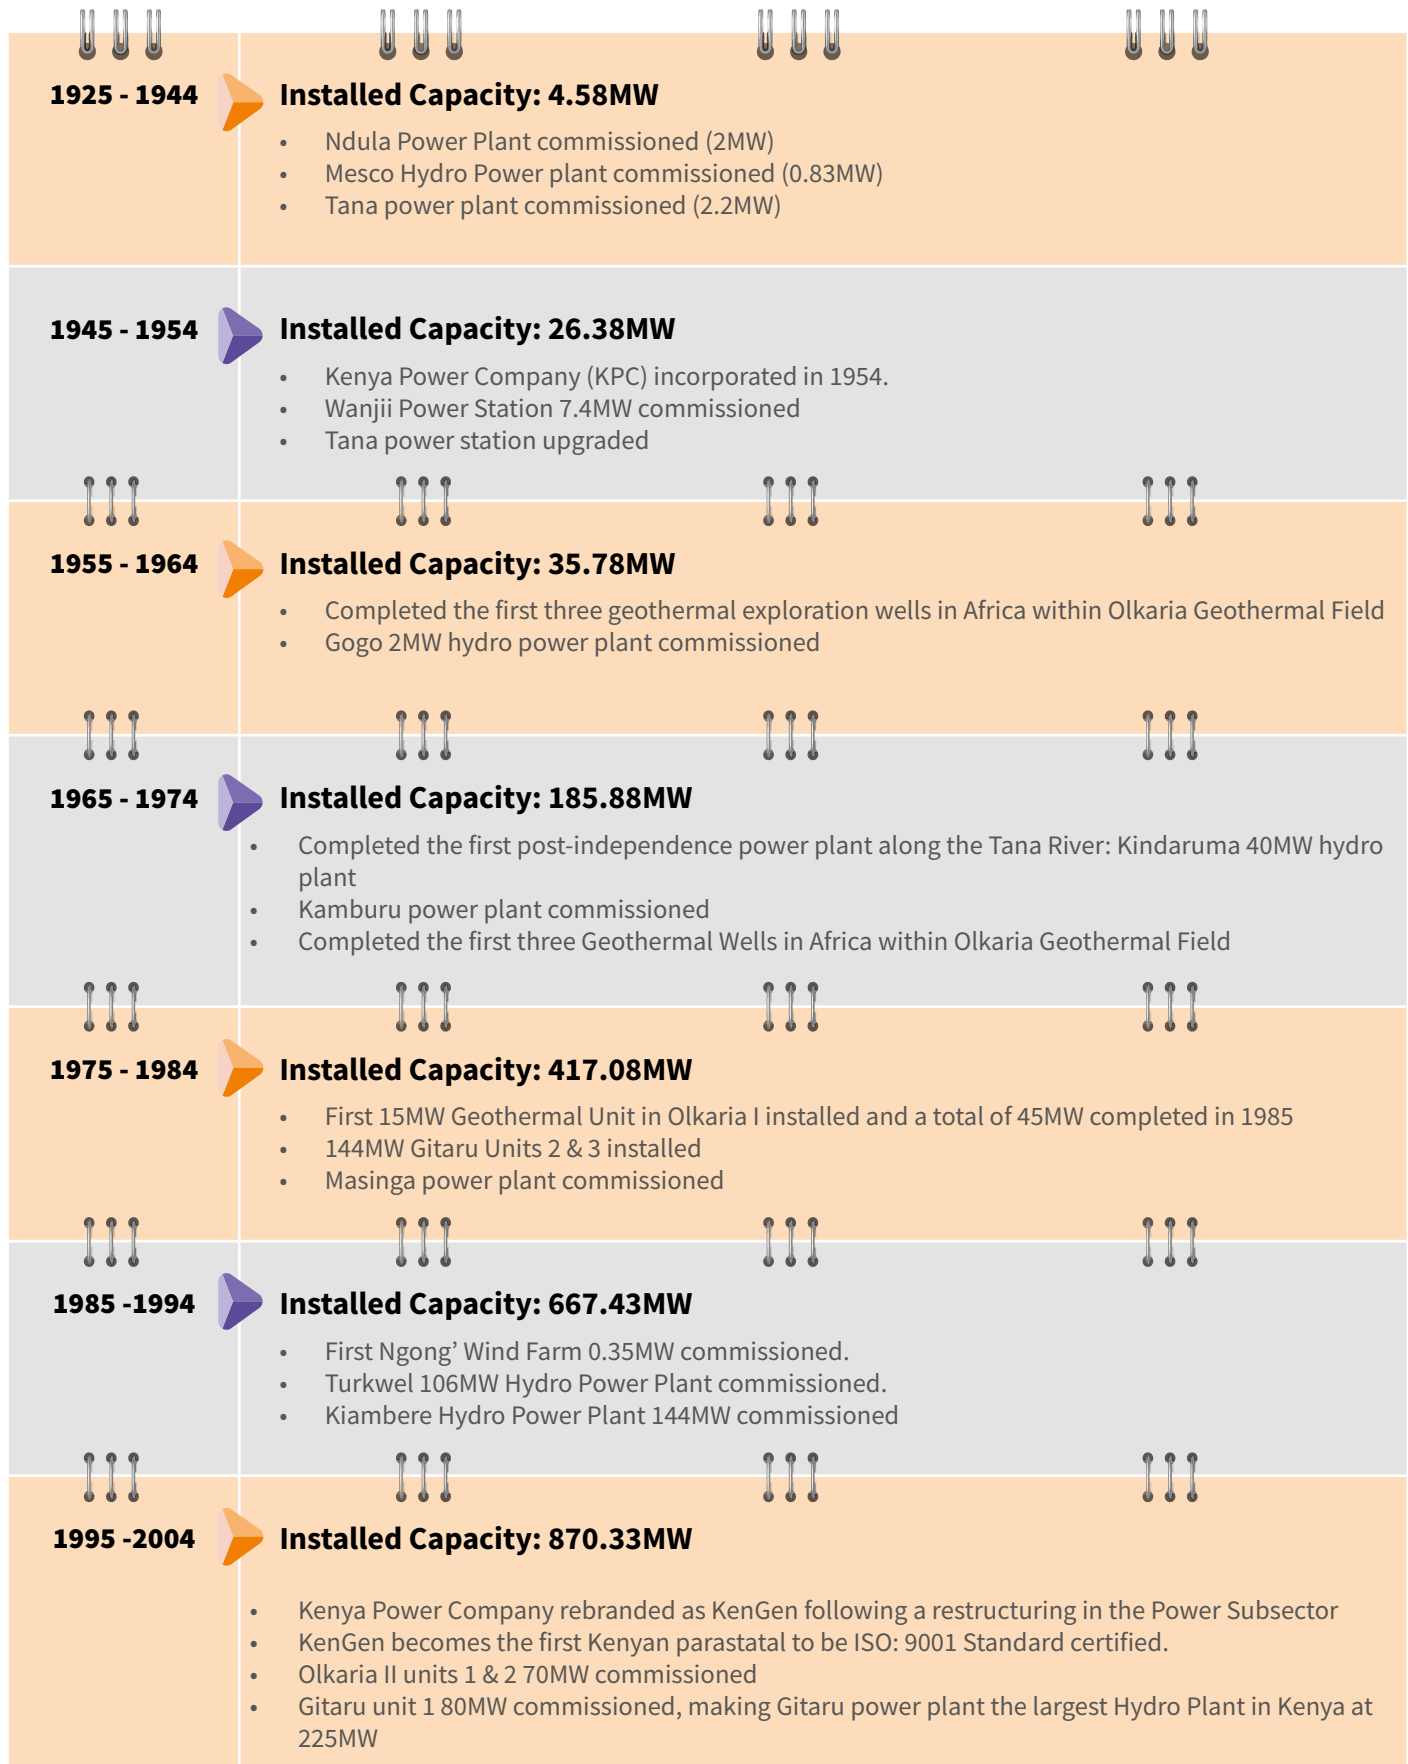 1925 - 1944
Installed Capacity: 4.58MW
• Ndula Power Plant commissioned (2MW)
• Mesco Hydro Power plant commissioned (0.83MW)
• Tana power plant commissioned (2.2MW)
1945 - 1954
Installed Capacity: 26.38MW
• Kenya Power Company (KPC) incorporated in 1954.
• Wanjii Power Station 7.4MW commissioned
• Tana power station upgraded
1955 - 1964
Installed Capacity: 35.78MW
• Completed the first three geothermal exploration wells in Africa within Olkaria Geothermal Field
• Gogo 2MW hydro power plant commissioned
1965 - 1974
Installed Capacity: 185.88MW
• Completed the first post-independence power plant along the Tana River: Kindaruma 40MW hydro
plant
• Kamburu power plant commissioned
• Completed the first three Geothermal Wells in Africa within Olkaria Geothermal Field
1975 - 1984
Installed Capacity: 417.08MW
• First 15MW Geothermal Unit in Olkaria I installed and a total of 45MW completed in 1985
• 144MW Gitaru Units 2 & 3 installed
• Masinga power plant commissioned
1985 -1994
Installed Capacity: 667.43MW
• First Ngong’ Wind Farm 0.35MW commissioned.
• Turkwel 106MW Hydro Power Plant commissioned.
• Kiambere Hydro Power Plant 144MW commissioned
1995 -2004
Installed Capacity: 870.33MW
• Kenya Power Company rebranded as KenGen following a restructuring in the Power Subsector
• KenGen becomes the first Kenyan parastatal to be ISO: 9001 Standard certified.
• Olkaria II units 1 & 2 70MW commissioned
• Gitaru unit 1 80MW commissioned, making Gitaru power plant the largest Hydro Plant in Kenya at
225MW